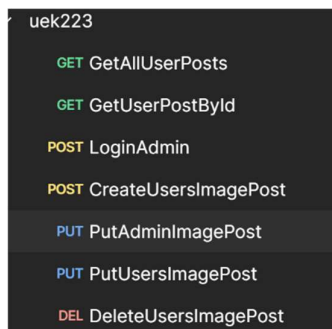 uek223
GET GetAllUserPosts
GET GetUserPostById
POST LoginAdmin
POST CreateUsersImagePost
PUT PutAdminImagePost
PUT PutUsersImagePost
DEL DeleteUsersImagePost